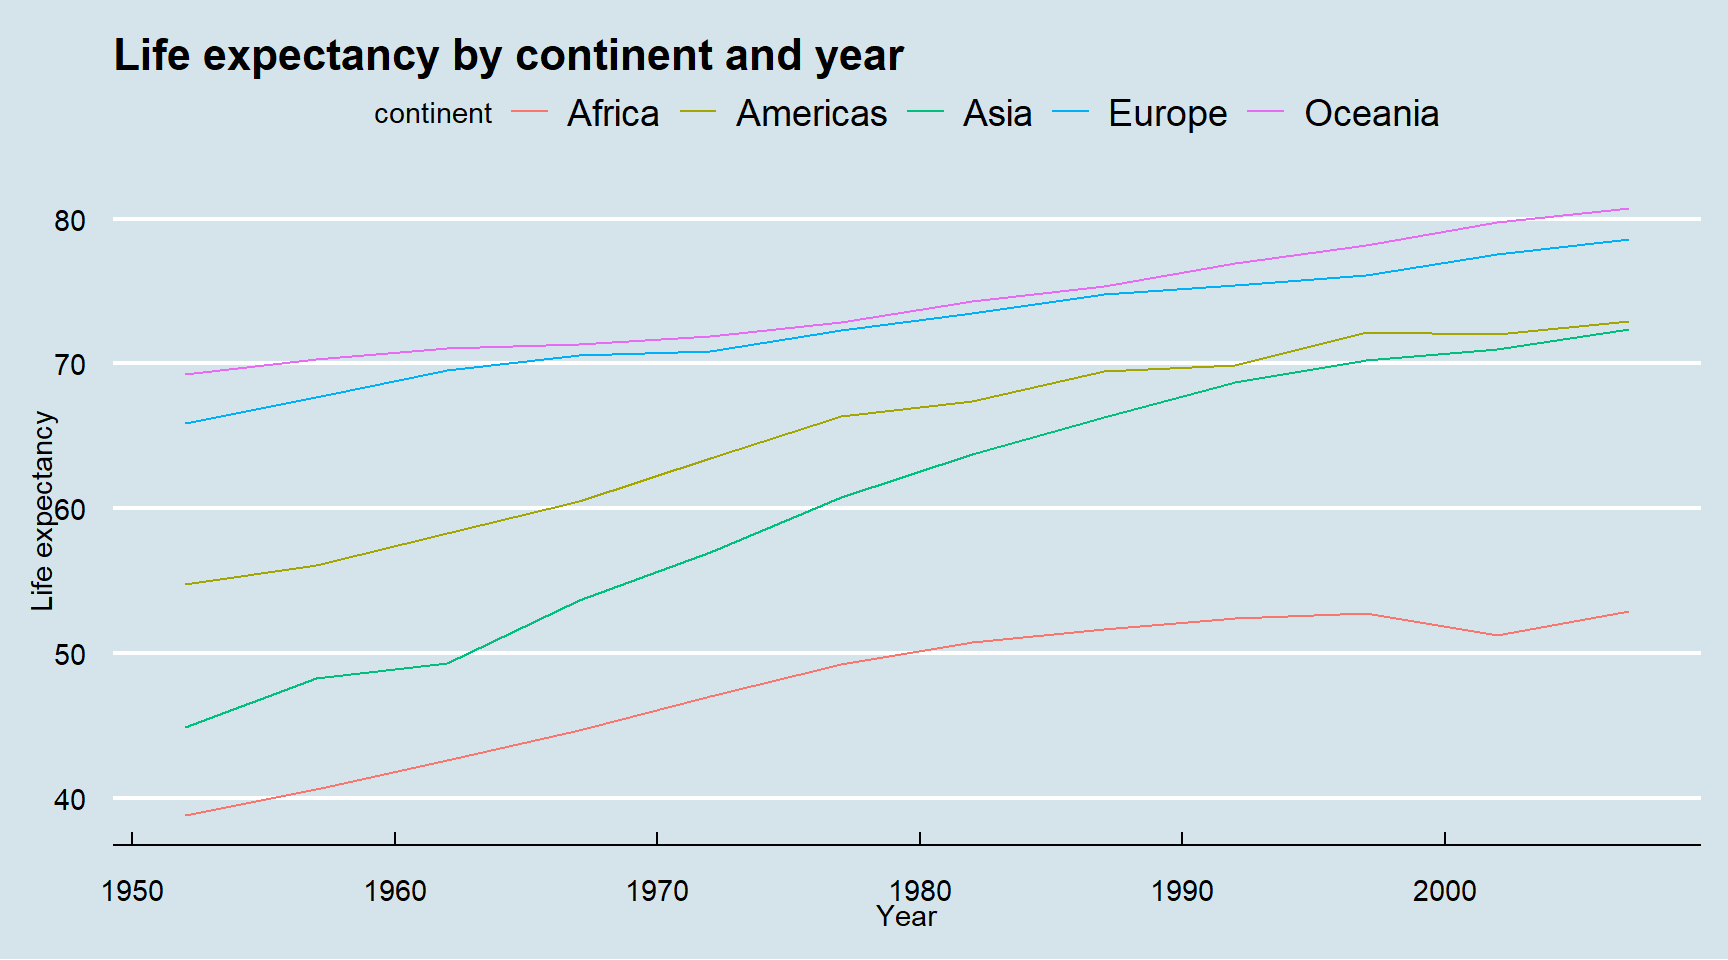 Life expectancy by continent and year
continent Africa Americas Asia Europe Oceania
80
70
60
50
40
Life expectancy
1950 1960 1970 1980 1990 2000
Year